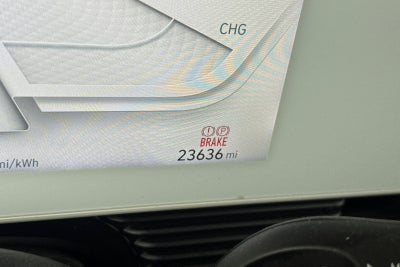 CHG
(!) (P)
BRAKE
mi/kWh
23636 mi